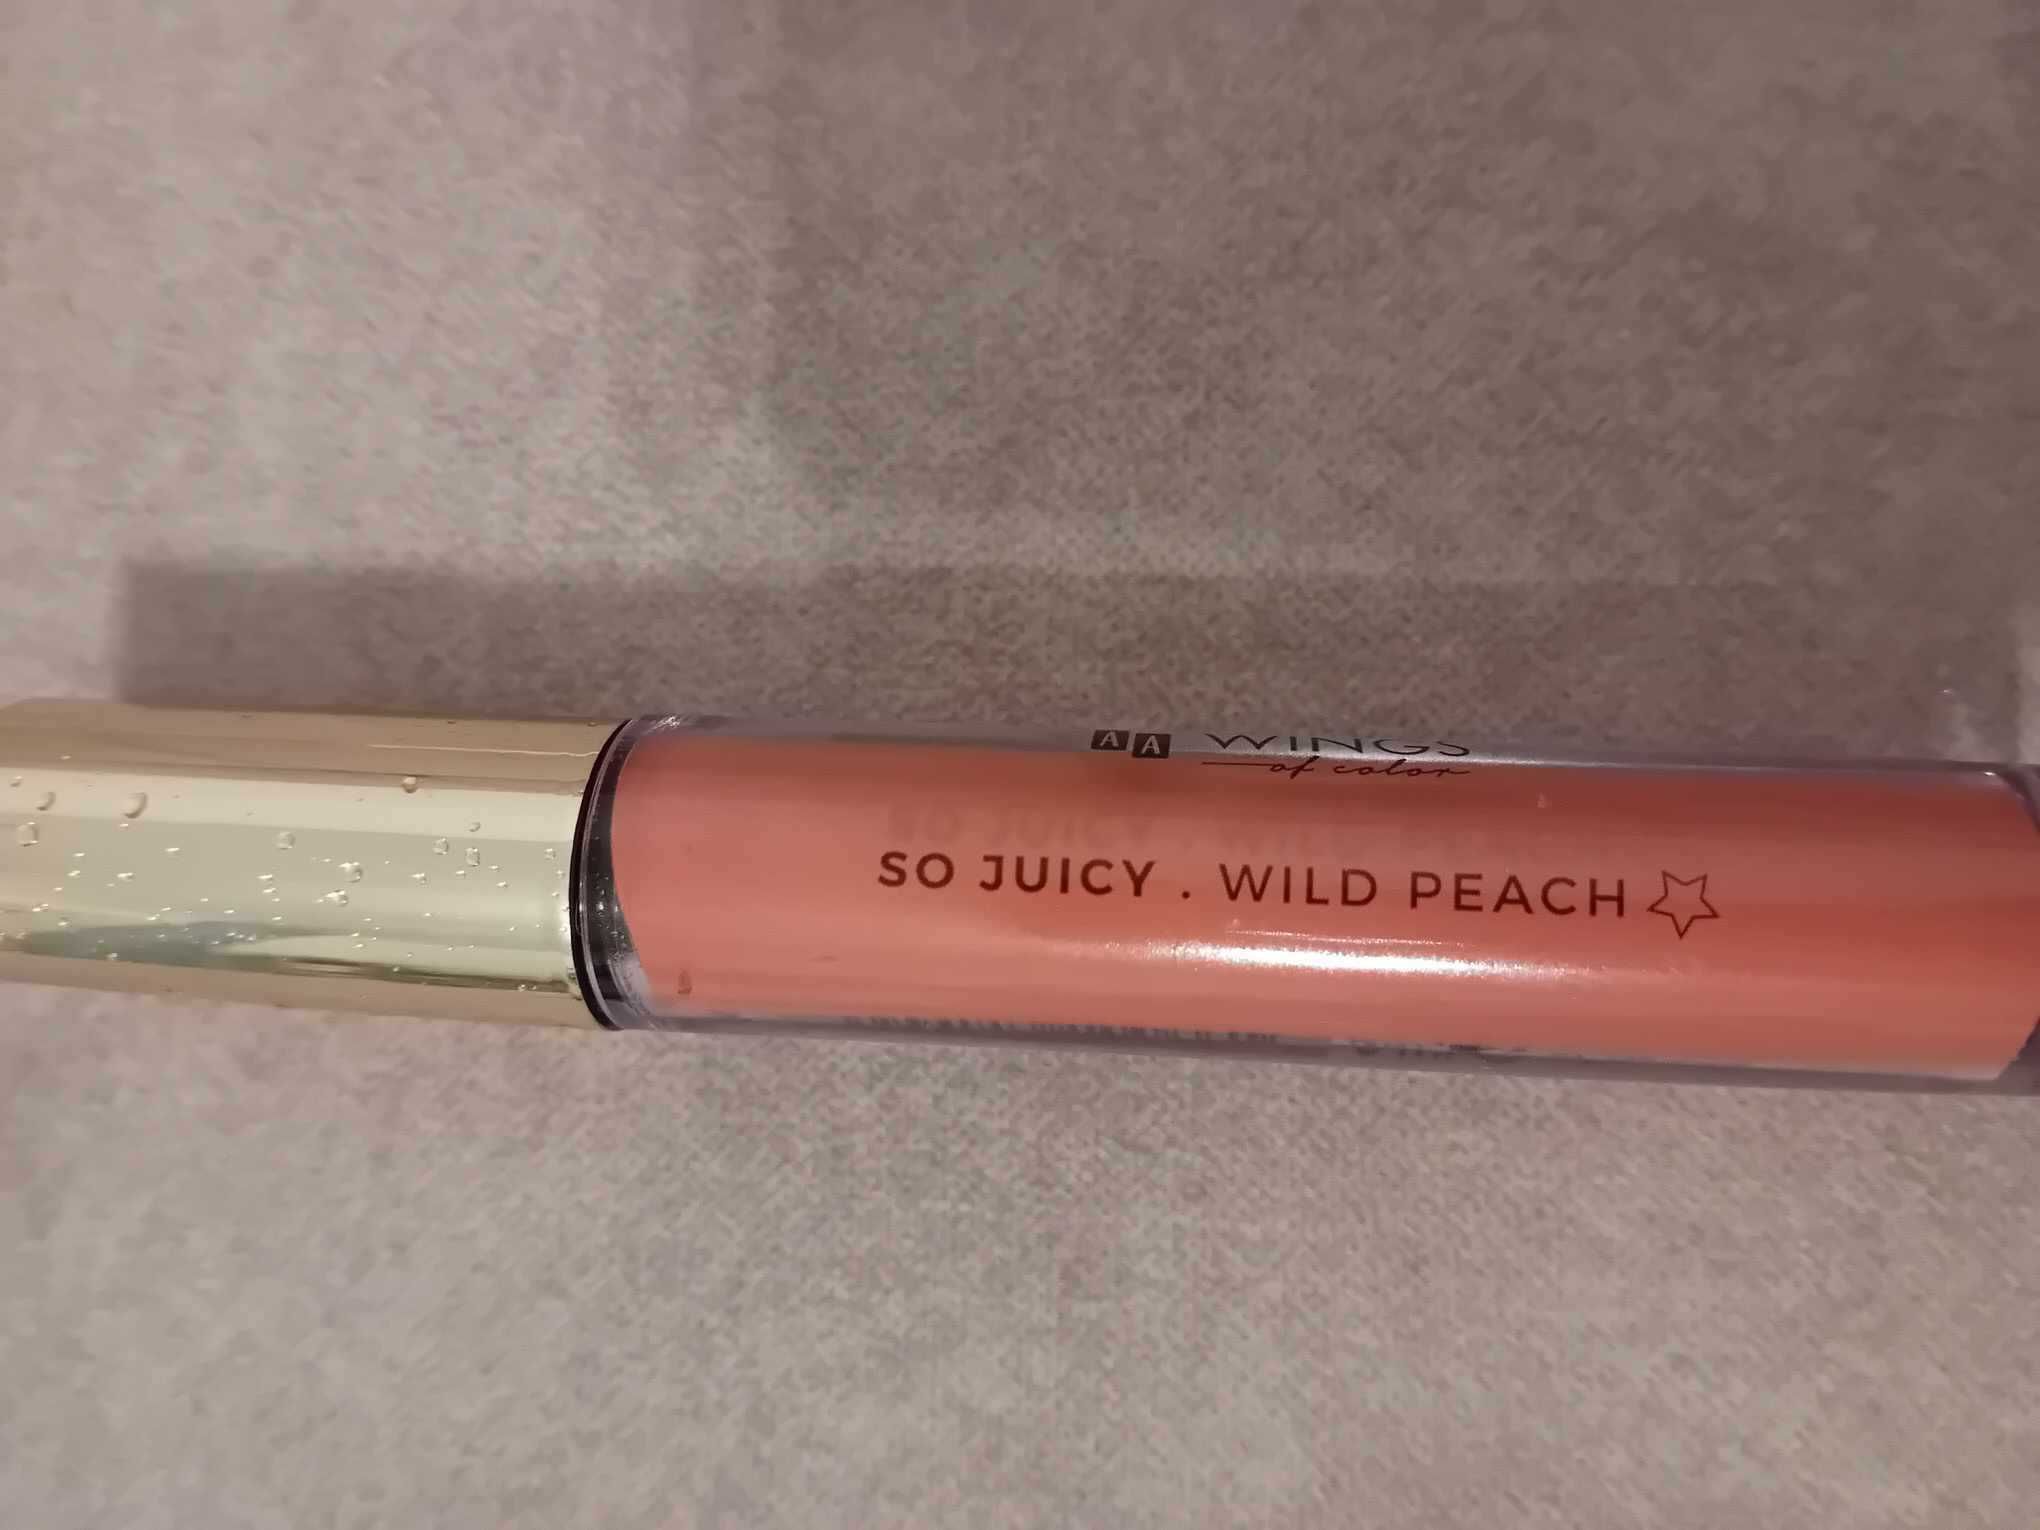 AA WINGS
of color
SO JUICY . WILD PEACH